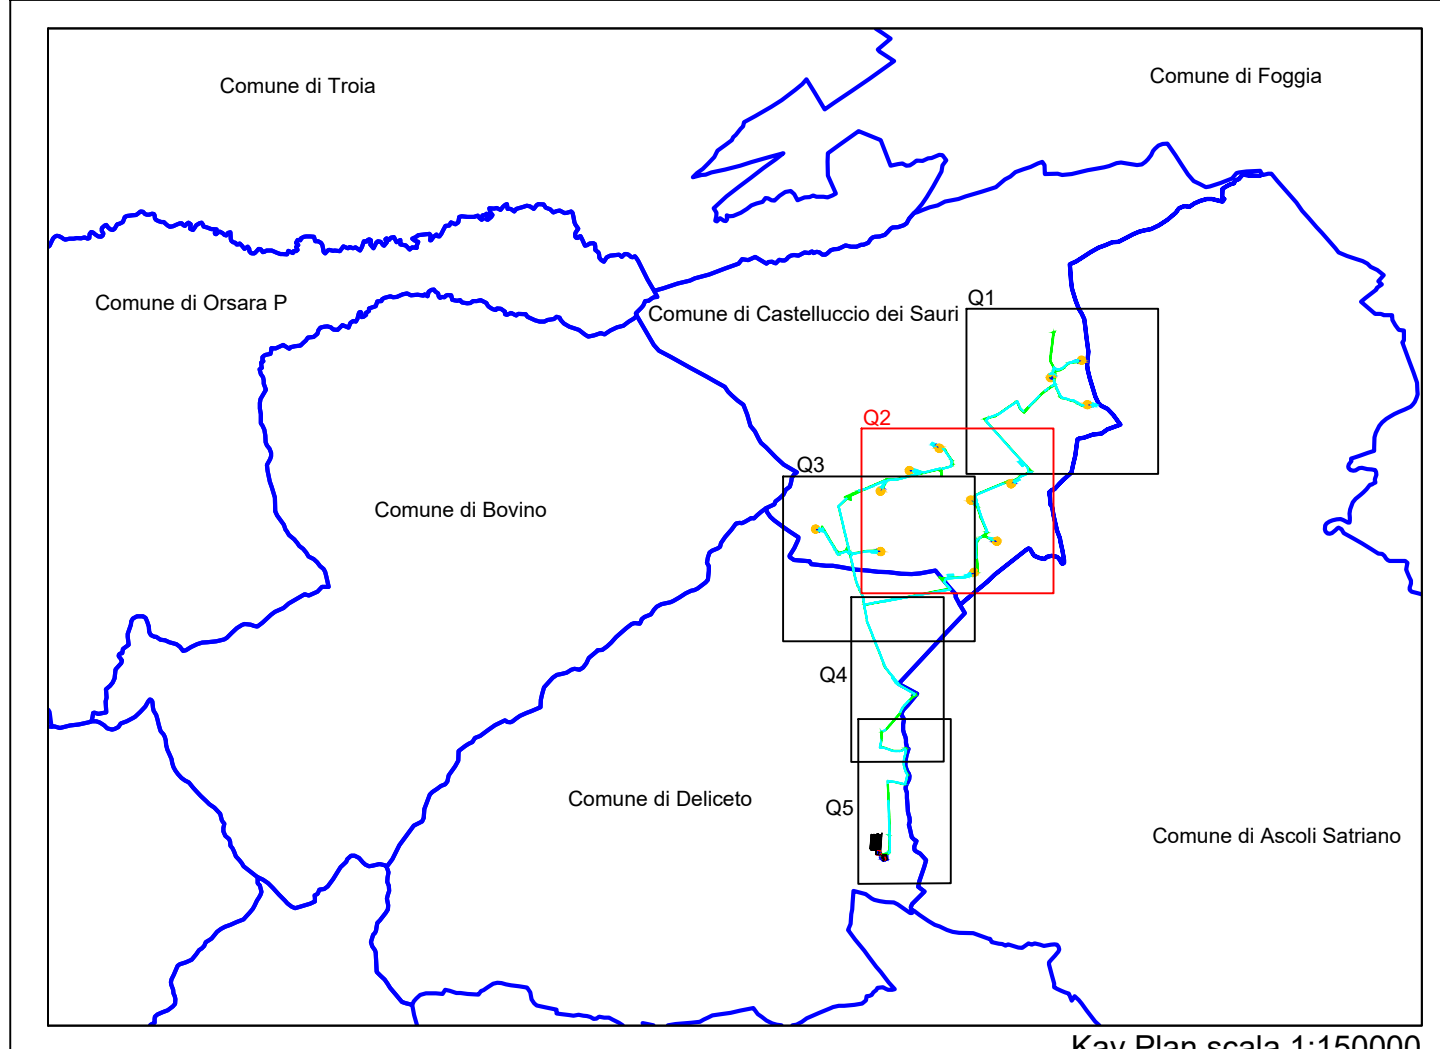 Comune di Troia
Comune di Foggia
Comune di Orsara P
Q1
Comune di Castelluccio dei Sauri
Q2
Q3
Comune di Bovino
Q4
Comune di Deliceto
Q5
Comune di Ascoli Satriano
Kay Plan scala 1:150000